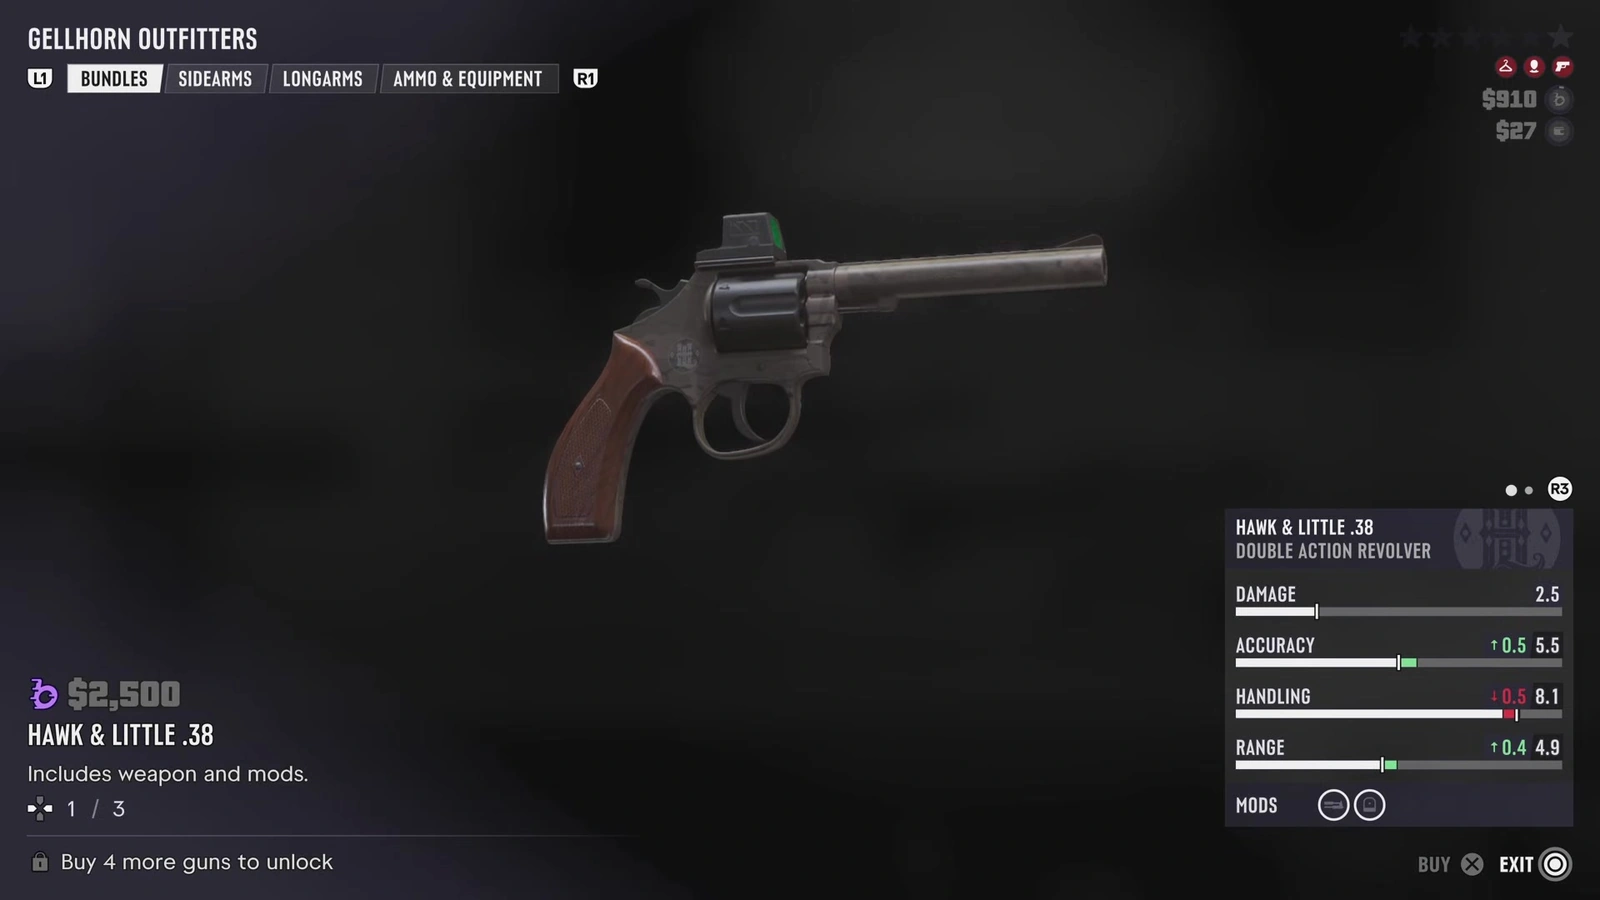 GELLHORN OUTFITTERS
L1 BUNDLES SIDEARMS LONGARMS AMMO & EQUIPMENT R1
$910
$27
R3
HAWK & LITTLE .38
DOUBLE ACTION REVOLVER
DAMAGE 2.5
ACCURACY ↑0.5 5.5
HANDLING ↓0.5 8.1
RANGE ↑0.4 4.9
MODS
$2,500
HAWK & LITTLE .38
Includes weapon and mods.
1 / 3
Buy 4 more guns to unlock
BUY EXIT